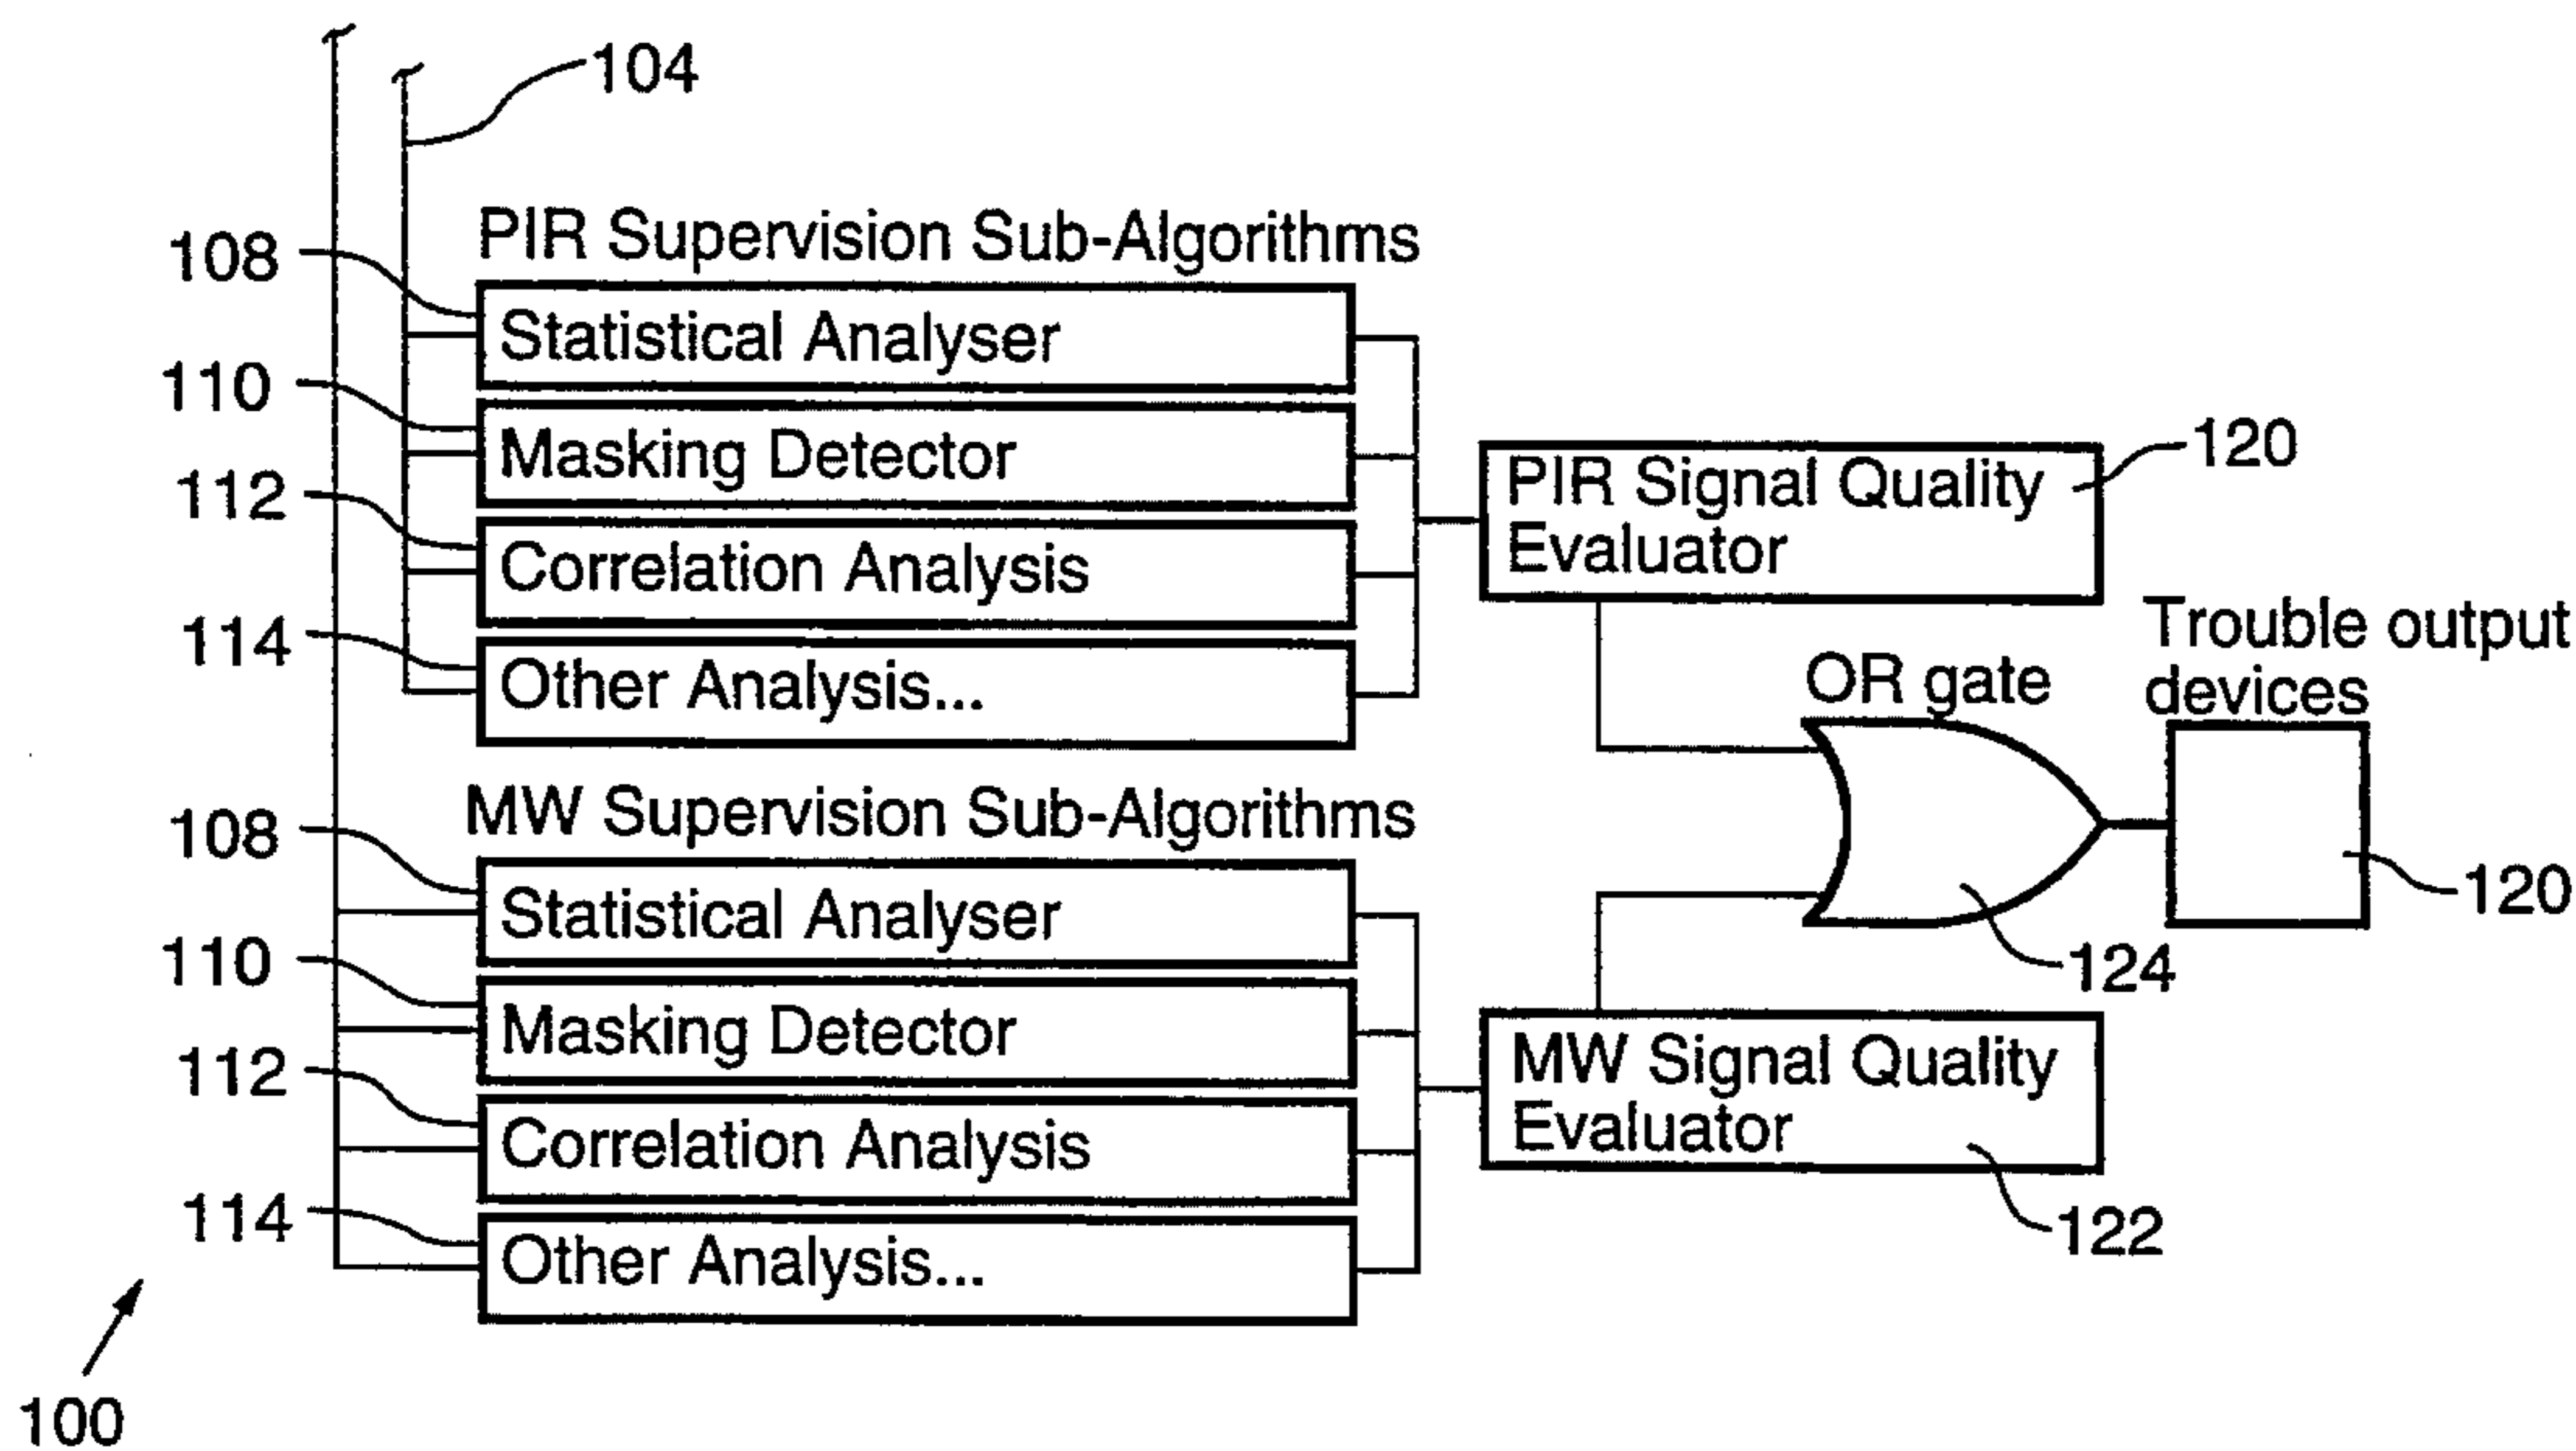 104
PIR Supervision Sub-Algorithms
108
Statistical Analyser
110
Masking Detector
112
Correlation Analysis
114
Other Analysis...
PIR Signal Quality
Evaluator
120
Trouble output
devices
OR gate
120
124
MW Supervision Sub-Algorithms
108
Statistical Analyser
110
Masking Detector
112
Correlation Analysis
114
Other Analysis...
MW Signal Quality
Evaluator
122
100